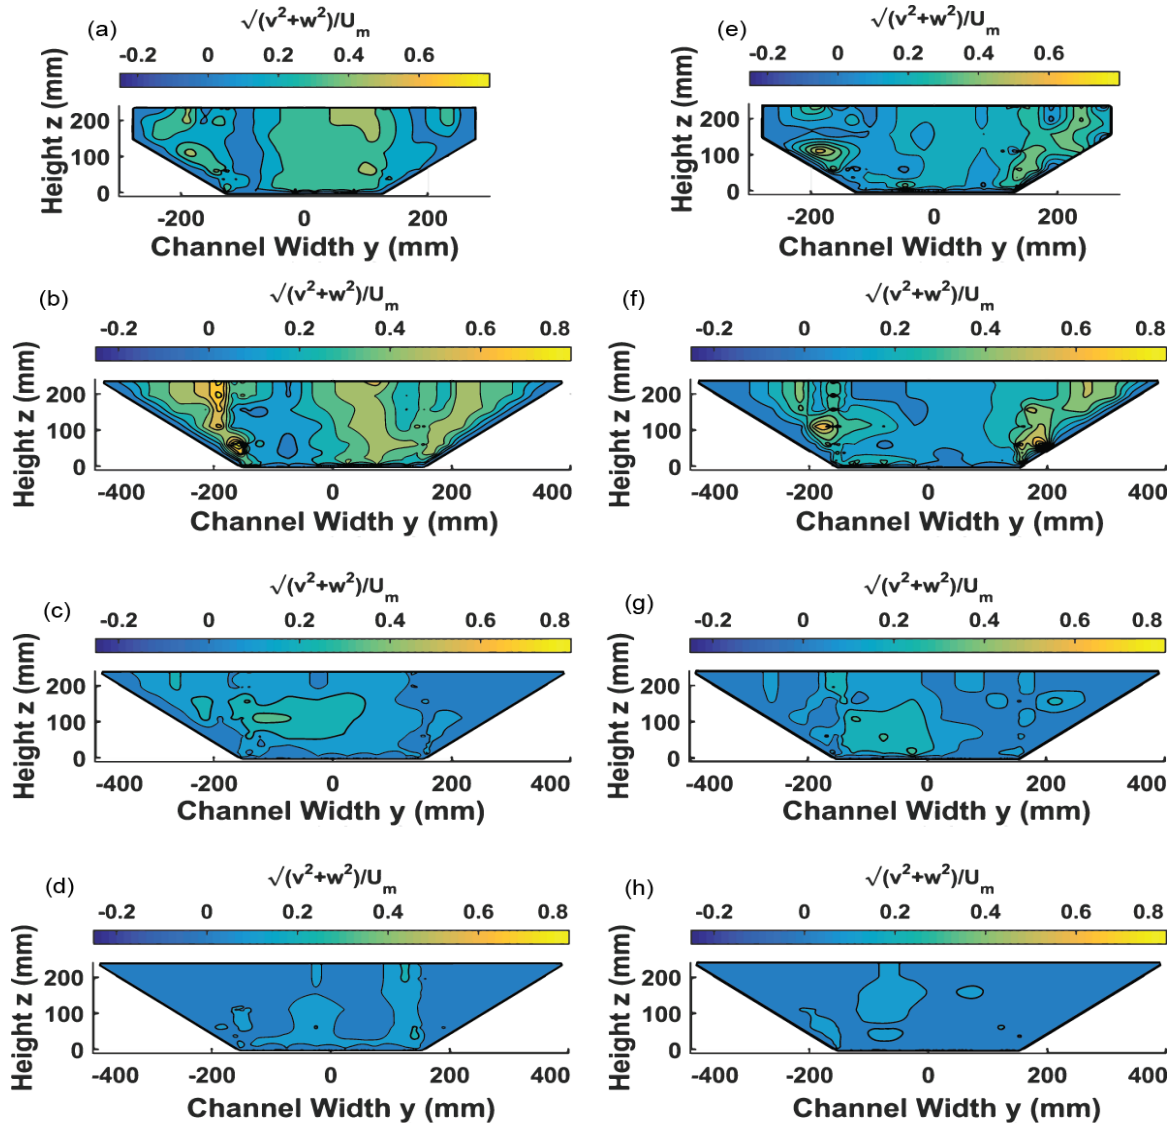 (a)
√(v²+w²)/Uₘ
-0.2 0 0.2 0.4 0.6
Height z (mm)
200
100
0
-200 0 200
Channel Width y (mm)
(e)
√(v²+w²)/Uₘ
-0.2 0 0.2 0.4 0.6
Height z (mm)
200
100
0
-200 0 200
Channel Width y (mm)
(b)
√(v²+w²)/Uₘ
-0.2 0 0.2 0.4 0.6 0.8
Height z (mm)
200
100
0
-400 -200 0 200 400
Channel Width y (mm)
(f)
√(v²+w²)/Uₘ
-0.2 0 0.2 0.4 0.6 0.8
Height z (mm)
200
100
0
-400 -200 0 200 400
Channel Width y (mm)
(c)
√(v²+w²)/Uₘ
-0.2 0 0.2 0.4 0.6 0.8
Height z (mm)
200
100
0
-400 -200 0 200 400
Channel Width y (mm)
(g)
√(v²+w²)/Uₘ
-0.2 0 0.2 0.4 0.6 0.8
Height z (mm)
200
100
0
-400 -200 0 200 400
Channel Width y (mm)
(d)
√(v²+w²)/Uₘ
-0.2 0 0.2 0.4 0.6 0.8
Height z (mm)
200
100
0
-400 -200 0 200 400
Channel Width y (mm)
(h)
√(v²+w²)/Uₘ
-0.2 0 0.2 0.4 0.6 0.8
Height z (mm)
200
100
0
-400 -200 0 200 400
Channel Width y (mm)